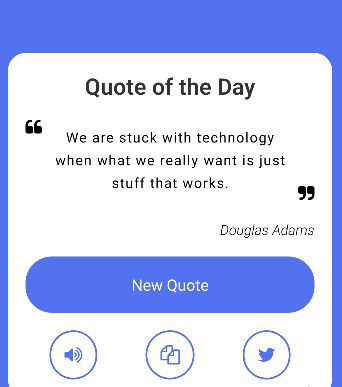 Quote of the Day
❝ We are stuck with technology
when what we really want is just
stuff that works. ❞
Douglas Adams
New Quote